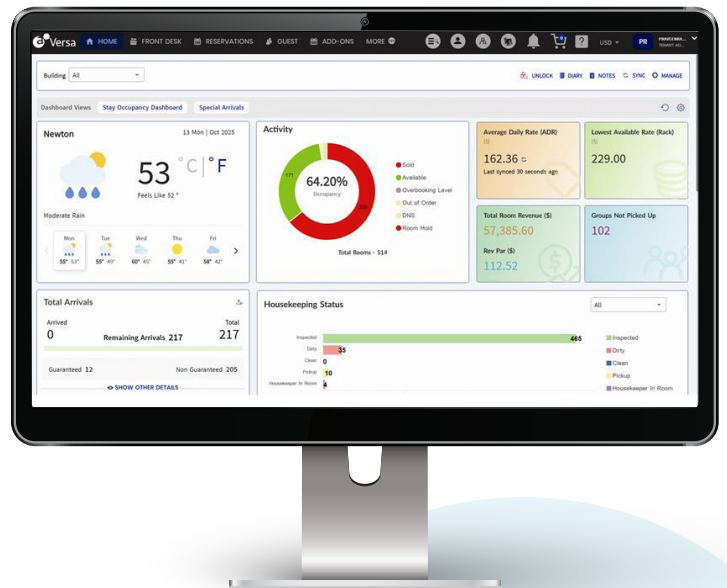 a Versa HOME FRONT DESK RESERVATIONS GUEST ADD-ONS MORE ? USD PR
Building All UNLOCK DIARY NOTES SYNC MANAGE
Dashboard Views Stay Occupancy Dashboard Special Arrivals
Newton 13 Mon | Oct 2025
53 °C | °F
Feels Like 52 °
Moderate Rain
Mon Tue Wed Thu Fri
55° 53° 55° 49° 60° 45° 55° 41° 58° 42°
Activity
171
64.20%
Occupancy
Sold
Available
Overbooking Level
Out of Order
DNS
Room Hold
Total Rooms - 514
Average Daily Rate (ADR)
(S)
162.36
Last synced 30 seconds ago
Lowest Available Rate (Rack)
(S)
229.00
Total Room Revenue ($)
57,385.60
Rev Par ($)
112.52
Groups Not Picked Up
102
Total Arrivals
Arrived Total
0 Remaining Arrivals 217 217
Guaranteed 12 Non Guaranteed 205
SHOW OTHER DETAILS
Housekeeping Status All
Inspected 465
Dirty 35
Clean 0
Pickup 10
Housekeeper In Room 4
Inspected
Dirty
Clean
Pickup
Housekeeper In Room